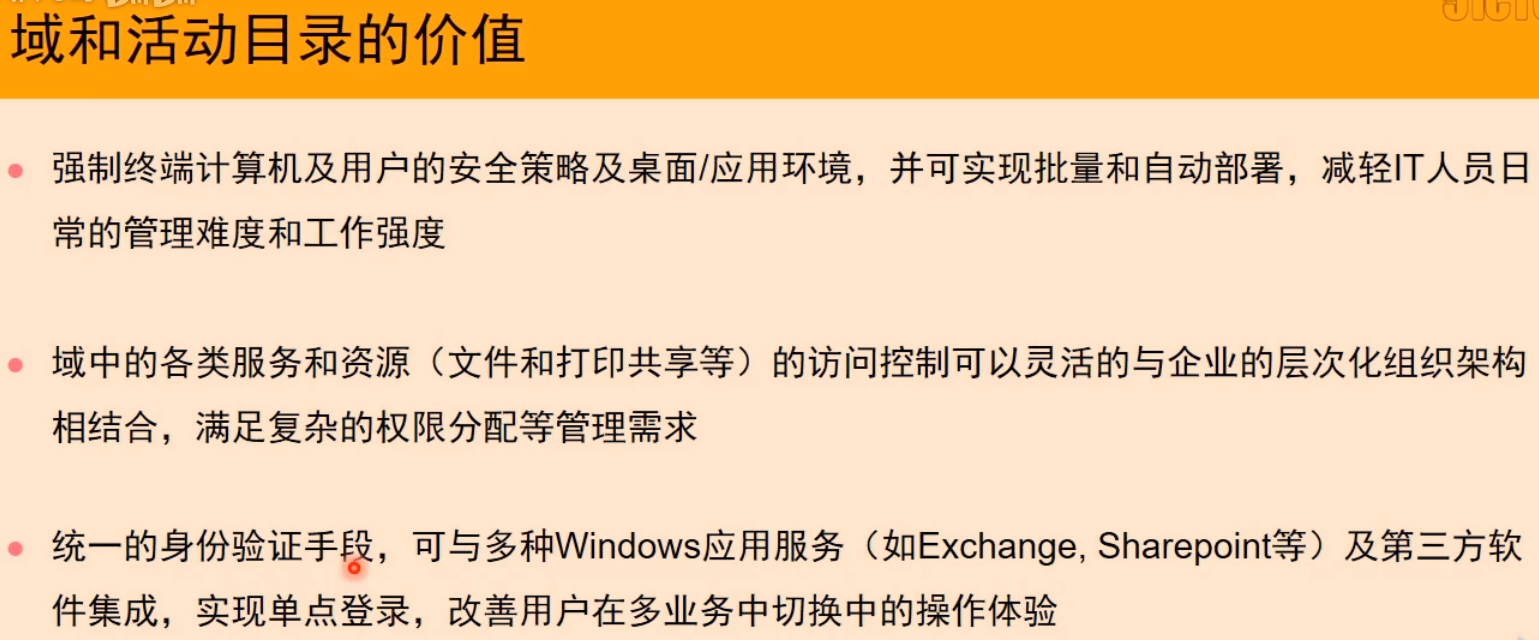 域和活动目录的价值
强制终端计算机及用户的安全策略及桌面/应用环境，并可实现批量和自动部署，减轻IT人员日
常的管理难度和工作强度
域中的各类服务和资源（文件和打印共享等）的访问控制可以灵活的与企业的层次化组织架构
相结合，满足复杂的权限分配等管理需求
统一的身份验证手段，可与多种Windows应用服务（如Exchange, Sharepoint等）及第三方软
件集成，实现单点登录，改善用户在多业务中切换中的操作体验